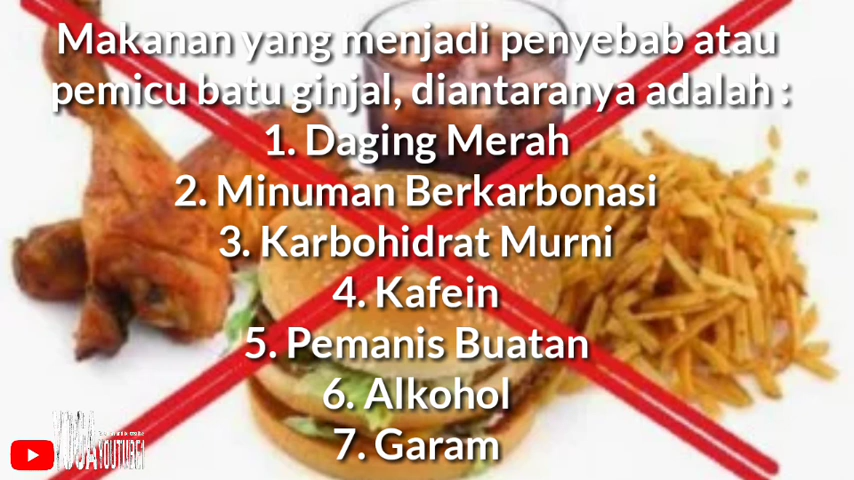 Makanan yang menjadi penyebab atau
pemicu batu ginjal, diantaranya adalah :
1. Daging Merah
2. Minuman Berkarbonasi
3. Karbohidrat Murni
4. Kafein
5. Pemanis Buatan
6. Alkohol
7. Garam